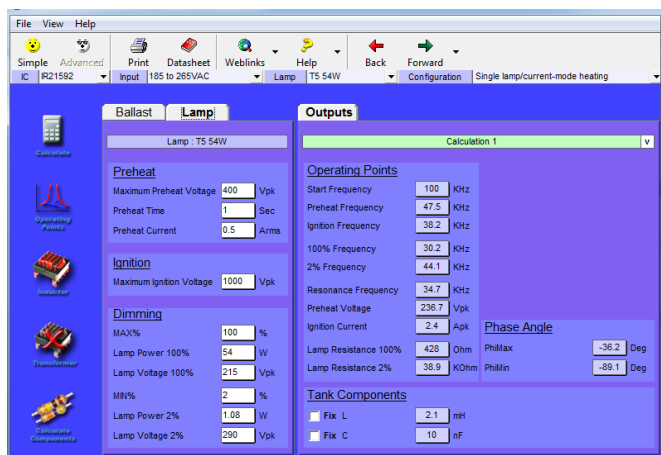 File View Help
Simple Advanced Print Datasheet Weblinks Help Back Forward
IC IR21592 Input 185 to 265VAC Lamp T5 54W Configuration Single lamp/current-mode heating
Ballast Lamp Outputs
Calculate
Operating Points
Inductor
Transformer
Calculate Components
Lamp : T5 54W
Preheat
Maximum Preheat Voltage 400 Vpk
Preheat Time 1 Sec
Preheat Current 0.5 Arms
Ignition
Maximum Ignition Voltage 1000 Vpk
Dimming
MAX% 100 %
Lamp Power 100% 54 W
Lamp Voltage 100% 215 Vpk
MIN% 2 %
Lamp Power 2% 1.08 W
Lamp Voltage 2% 290 Vpk
Calculation 1 v
Operating Points
Start Frequency 100 KHz
Preheat Frequency 47.5 KHz
Ignition Frequency 38.2 KHz
100% Frequency 30.2 KHz
2% Frequency 44.1 KHz
Resonance Frequency 34.7 KHz
Preheat Voltage 236.7 Vpk
Ignition Current 2.4 Apk
Lamp Resistance 100% 428 Ohm
Lamp Resistance 2% 38.9 KOhm
Phase Angle
PhiMax -36.2 Deg
PhiMin -89.1 Deg
Tank Components
Fix L 2.1 mH
Fix C 10 nF